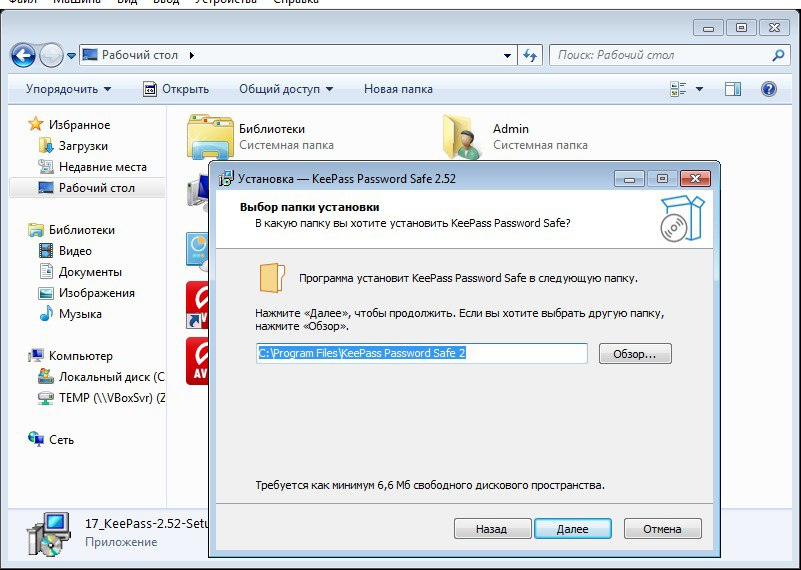 Файл Машина Вид Ввод Устройства Справка
Рабочий стол
Поиск: Рабочий стол
Упорядочить Открыть Общий доступ Новая папка
Избранное
Загрузки
Недавние места
Рабочий стол
Библиотеки
Видео
Документы
Изображения
Музыка
Компьютер
Локальный диск (C
TEMP (\\VBoxSvr) (Z
Сеть
Библиотеки
Системная папка
Admin
Системная папка
AV
Установка — KeePass Password Safe 2.52
Выбор папки установки
В какую папку вы хотите установить KeePass Password Safe?
Программа установит KeePass Password Safe в следующую папку.
Нажмите «Далее», чтобы продолжить. Если вы хотите выбрать другую папку,
нажмите «Обзор».
C:\Program Files\KeePass Password Safe 2
Обзор...
Требуется как минимум 6,6 Мб свободного дискового пространства.
Назад Далее Отмена
17_KeePass-2.52-Setu
Приложение